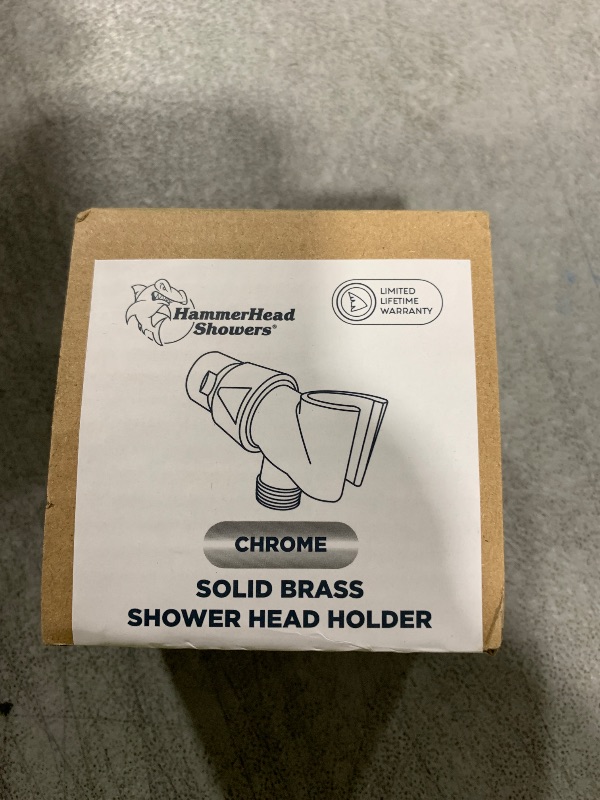 HammerHead
Showers®
LIMITED
LIFETIME
WARRANTY
CHROME
SOLID BRASS
SHOWER HEAD HOLDER